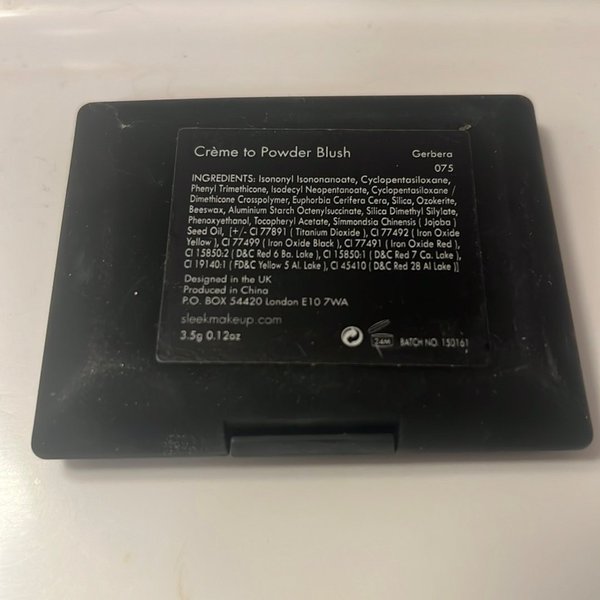 Crème to Powder Blush Gerbera
075
INGREDIENTS: Isononyl Isononanoate, Cyclopentasiloxane,
Phenyl Trimethicone, Isodecyl Neopentanoate, Cyclopentasiloxane /
Dimethicone Crosspolymer, Euphorbia Cerifera Cera, Silica, Ozokerite,
Beeswax, Aluminium Starch Octenylsuccinate, Silica Dimethyl Silylate,
Phenoxyethanol, Tocopheryl Acetate, Simmondsia Chinensis ( Jojoba )
Seed Oil, [+/- CI 77891 ( Titanium Dioxide ), CI 77492 ( Iron Oxide
Yellow ), CI 77499 ( Iron Oxide Black ), CI 77491 ( Iron Oxide Red ),
CI 15850:2 ( D&C Red 6 Ba. Lake ), CI 15850:1 ( D&C Red 7 Ca. Lake ),
CI 19140:1 ( FD&C Yellow 5 Al. Lake ), CI 45410 ( D&C Red 28 Al Lake )]
Designed in the UK
Produced in China
P.O. BOX 54420 London E10 7WA
sleekmakeup.com
3.5g 0.12oz 24M BATCH NO. 150161